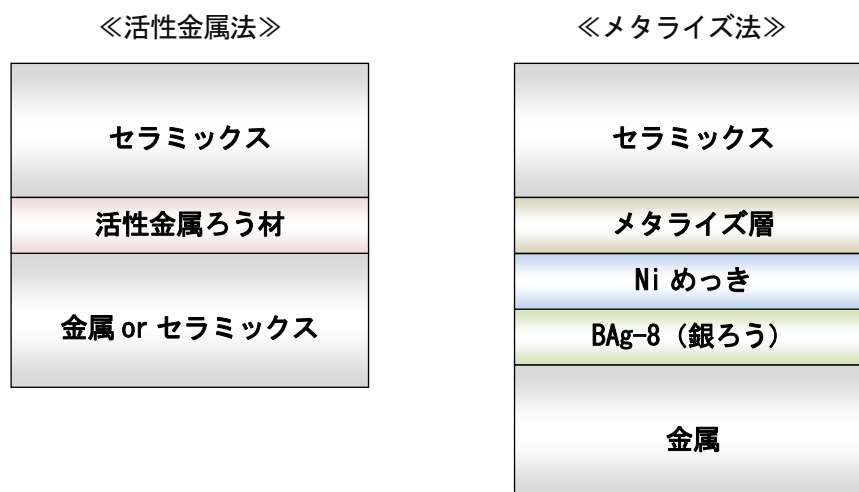 ≪活性金属法≫
セラミックス
活性金属ろう材
金属 or セラミックス
≪メタライズ法≫
セラミックス
メタライズ層
Ni めっき
BAg-8（銀ろう）
金属